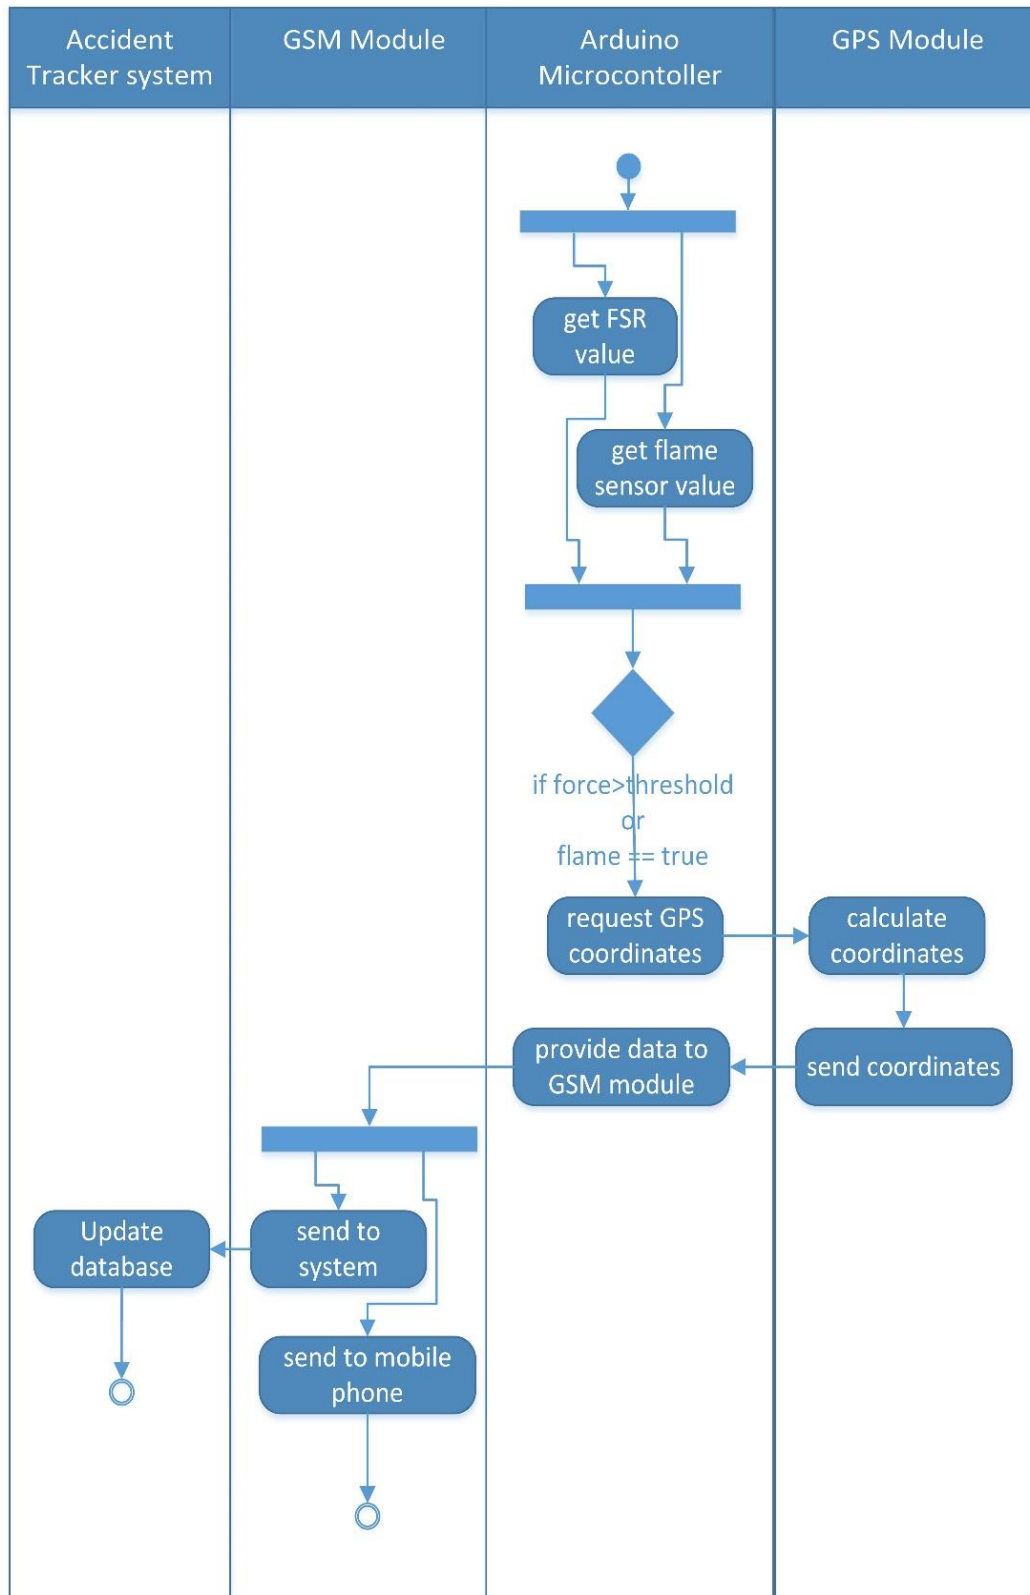 Accident
Tracker system
GSM Module
Arduino
Microcontoller
GPS Module
get FSR
value
get flame
sensor value
if force>threshold
or
flame == true
request GPS
coordinates
calculate
coordinates
provide data to
GSM module
send coordinates
Update
database
send to
system
send to mobile
phone